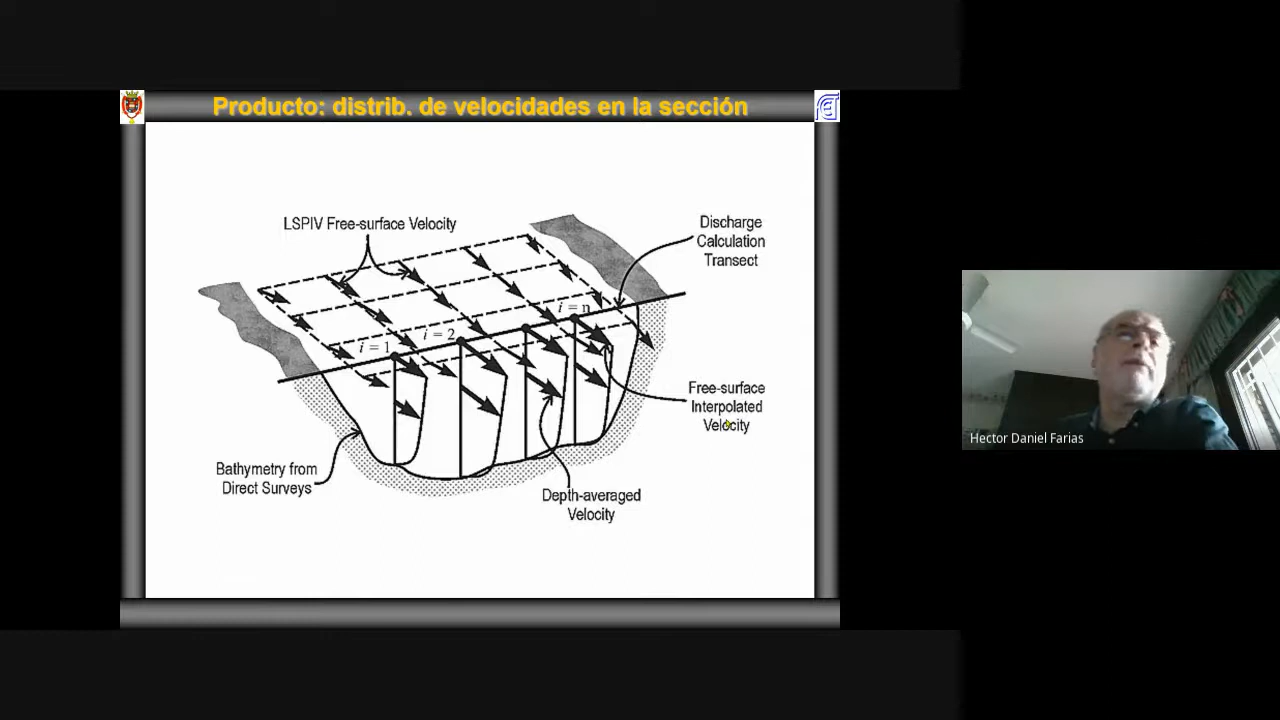 Producto: distrib. de velocidades en la sección
LSPIV Free-surface Velocity
Discharge
Calculation
Transect
i = n
i = 2
i = 1
Free-surface
Interpolated
Velocity
Bathymetry from
Direct Surveys
Depth-averaged
Velocity
Hector Daniel Farias